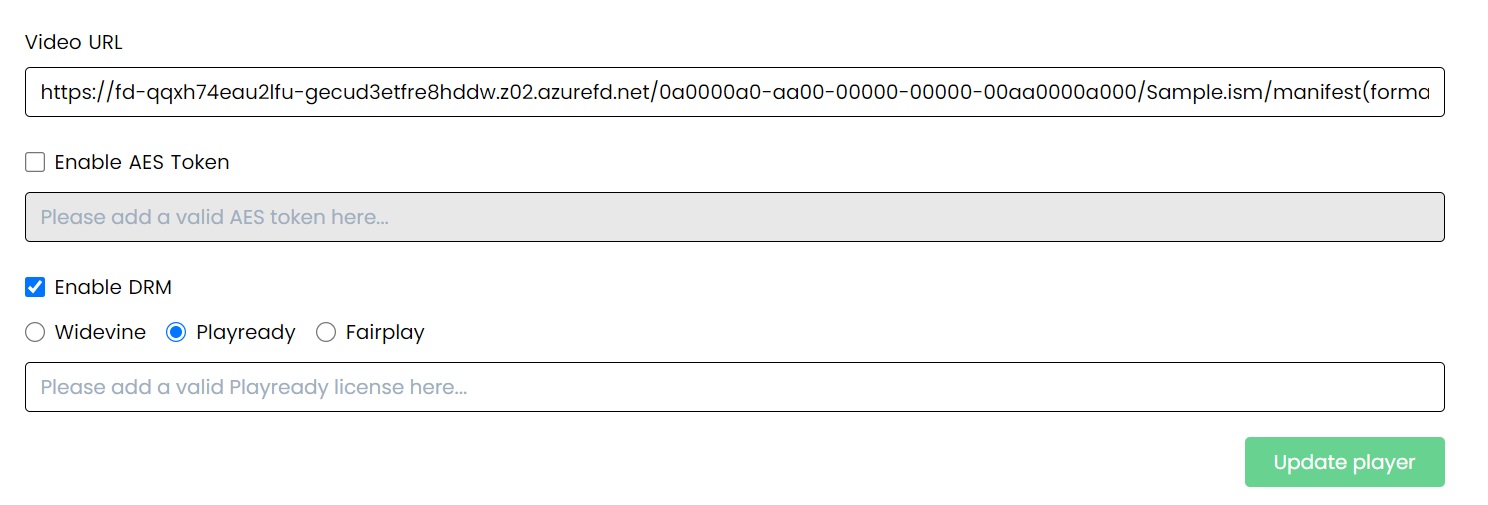 Video URL
https://fd-qqxh74eau2lfu-gecud3etfre8hddw.z02.azurefd.net/0a0000a0-aa00-00000-00000-00aa0000a000/Sample.ism/manifest(forma
Enable AES Token
Please add a valid AES token here...
Enable DRM
Widevine Playready Fairplay
Please add a valid Playready license here...
Update player